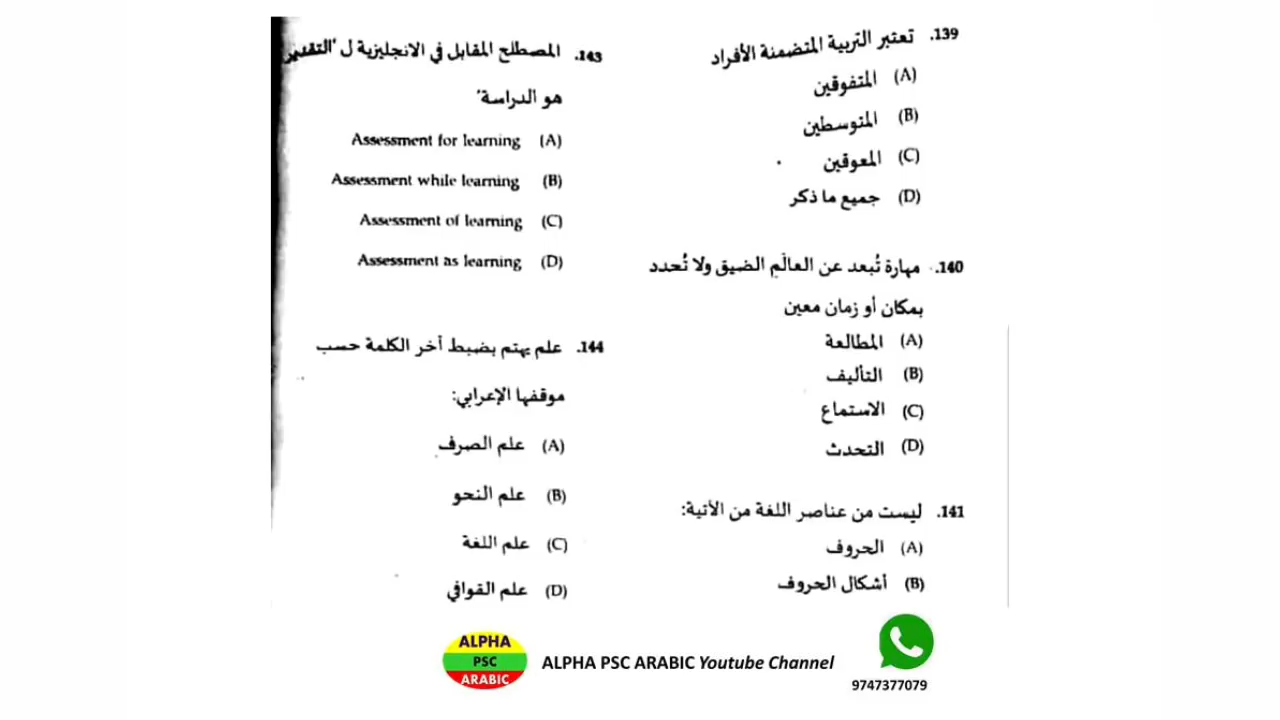 139. تعتبر التربية المتضمنة الأفراد
(A) المتفوقين
(B) المتوسطين
(C) المعوقين
(D) جميع ما ذكر
140. مهارة تُبعد عن العالَمِ الضيق ولا تُحدد
بمكان أو زمان معين
(A) المطالعة
(B) التأليف
(C) الاستماع
(D) التحدث
141. ليست من عناصر اللغة من الآتية:
(A) الحروف
(B) أشكال الحروف
143. المصطلح المقابل في الانجليزية ل "التقدير
هو الدراسة"
(A) Assessment for learning
(B) Assessment while learning
(C) Assessment of learning
(D) Assessment as learning
144. علم يهتم بضبط أخر الكلمة حسب
موقفها الإعرابي:
(A) علم الصرف
(B) علم النحو
(C) علم اللغة
(D) علم القوافي
ALPHA
PSC
ARABIC
ALPHA PSC ARABIC Youtube Channel
9747377079